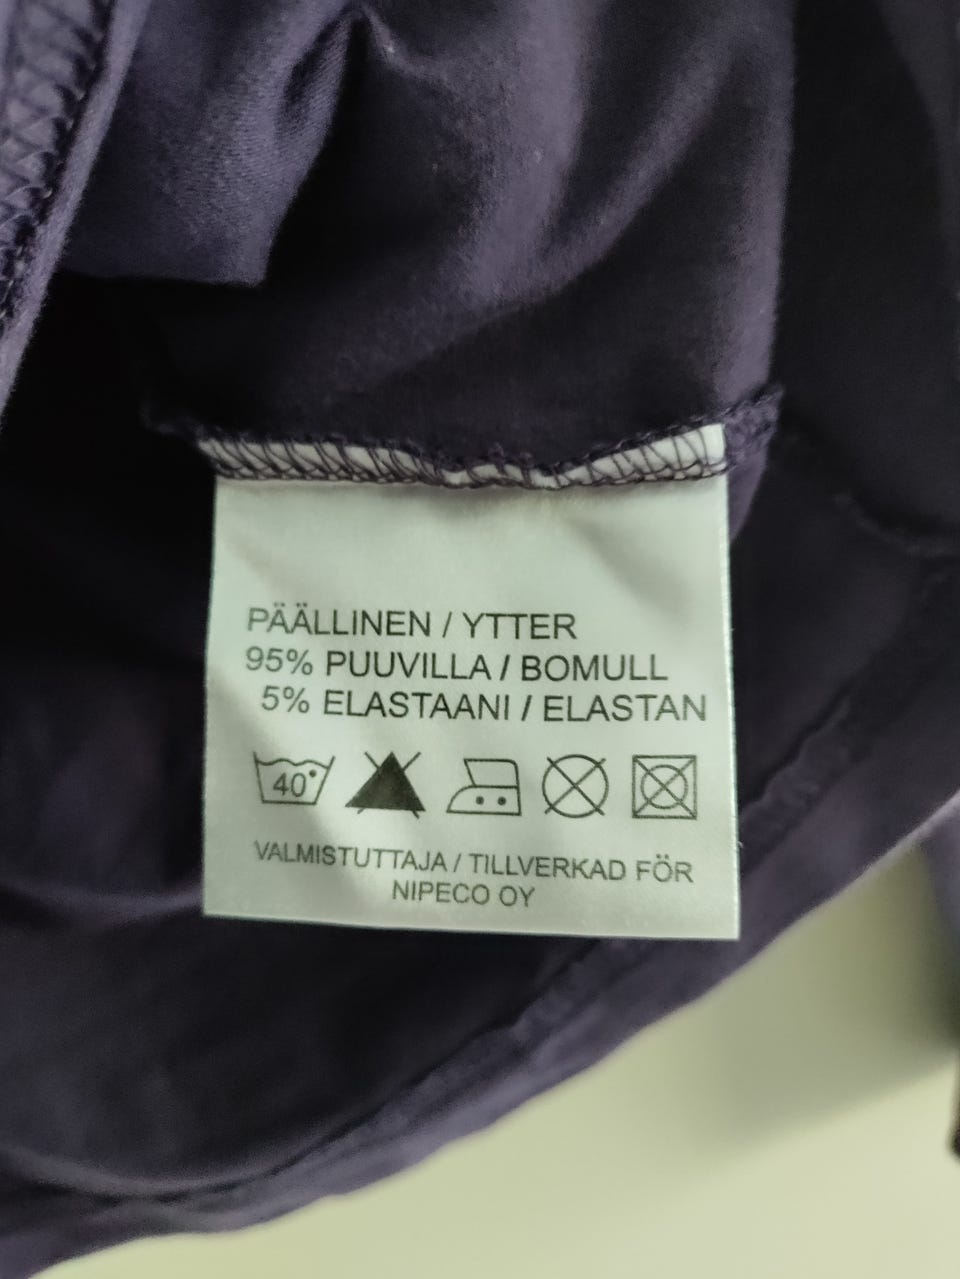 PÄÄLLINEN / YTTER
95% PUUVILLA / BOMULL
5% ELASTAANI / ELASTAN
40°
VALMISTUTTAJA / TILLVERKAD FÖR
NIPECO OY